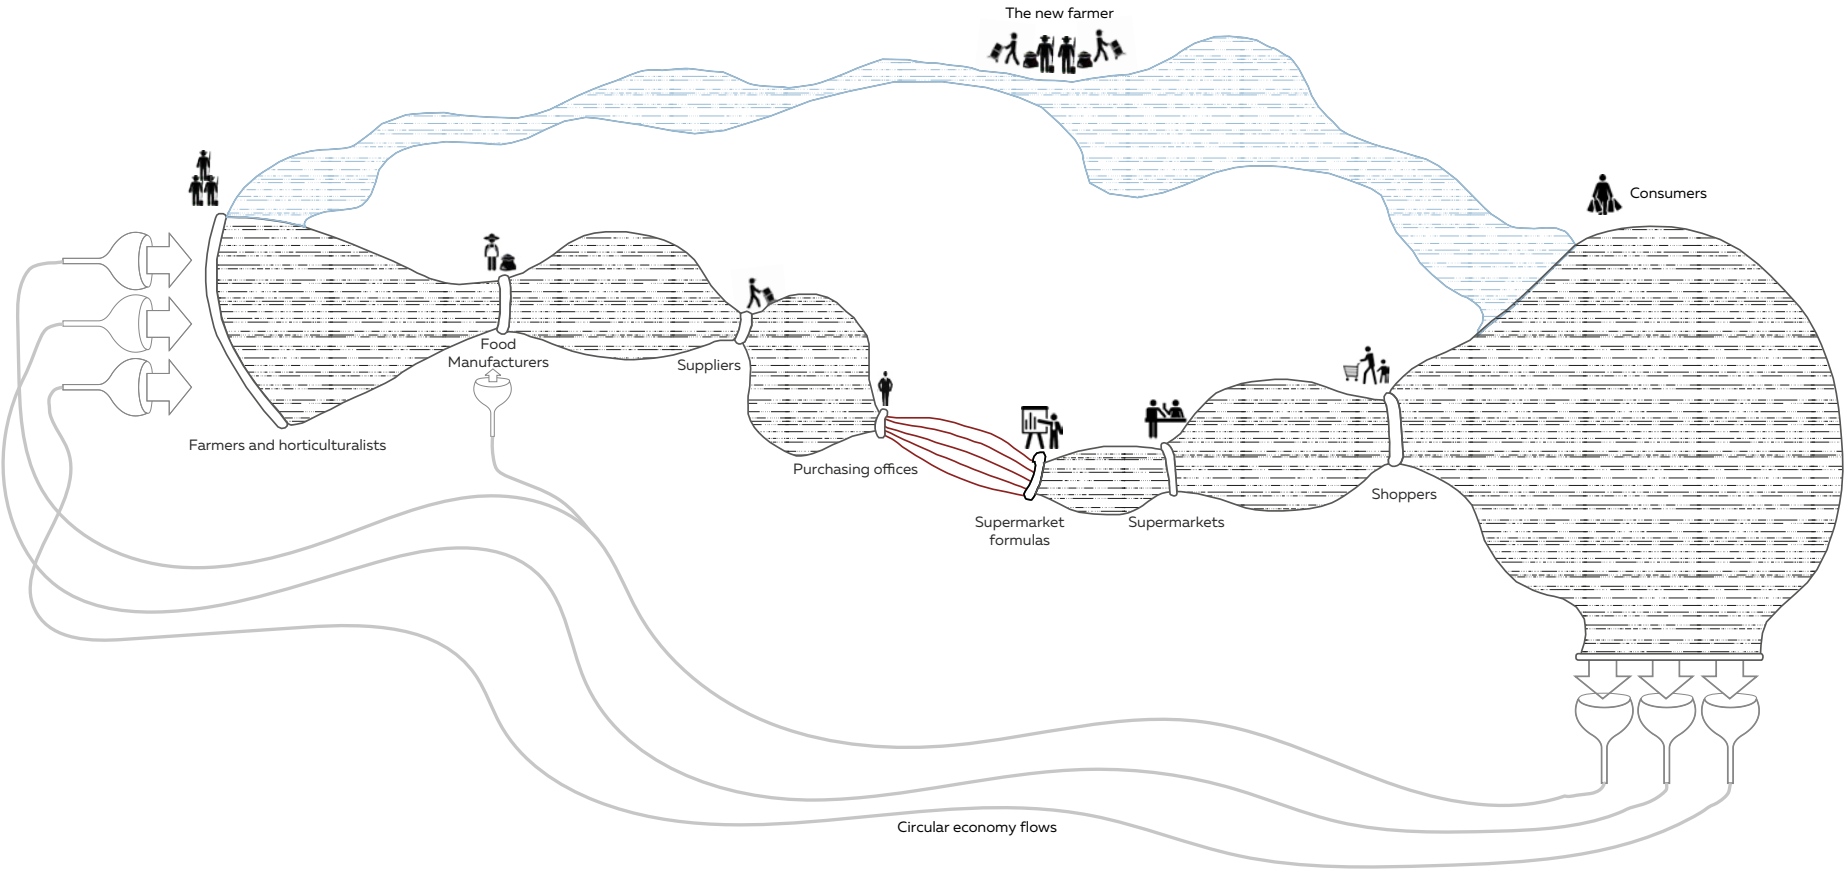 The new farmer
Consumers
Food
Manufacturers
Suppliers
Farmers and horticulturalists
Purchasing offices
Supermarket
formulas
Supermarkets
Shoppers
Circular economy flows